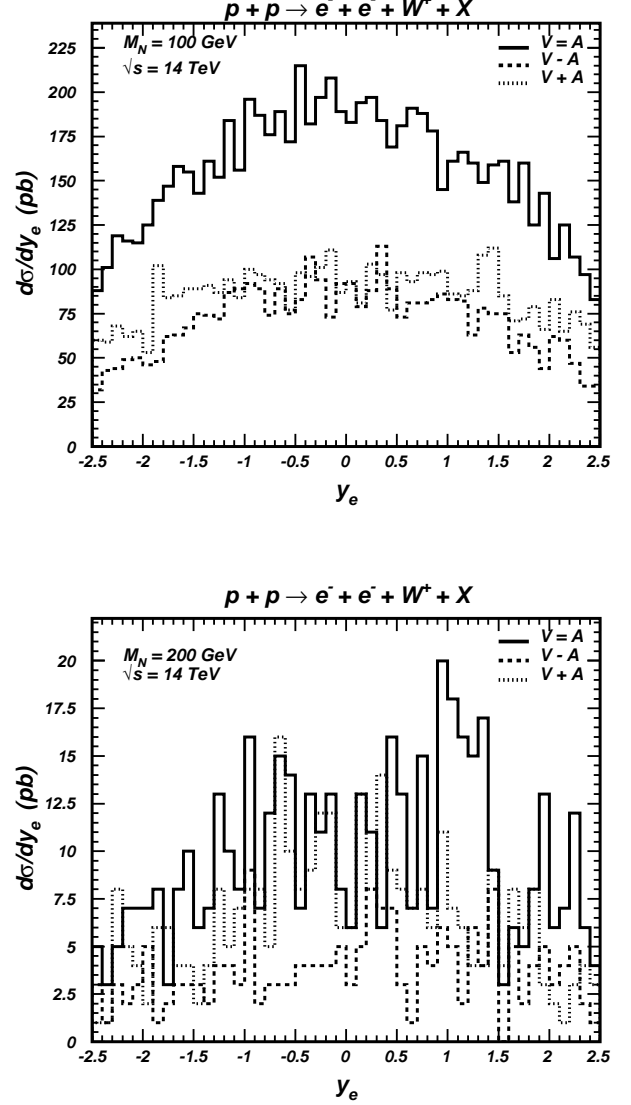 p + p → e⁻ + e⁻ + W⁺ + X
M_N = 100 GeV
√s = 14 TeV
V = A
V - A
V + A
dσ/dy_e (pb)
225
200
175
150
125
100
75
50
25
0
-2.5 -2 -1.5 -1 -0.5 0 0.5 1 1.5 2 2.5
y_e
p + p → e⁻ + e⁻ + W⁺ + X
M_N = 200 GeV
√s = 14 TeV
V = A
V - A
V + A
dσ/dy_e (pb)
20
17.5
15
12.5
10
7.5
5
2.5
0
-2.5 -2 -1.5 -1 -0.5 0 0.5 1 1.5 2 2.5
y_e